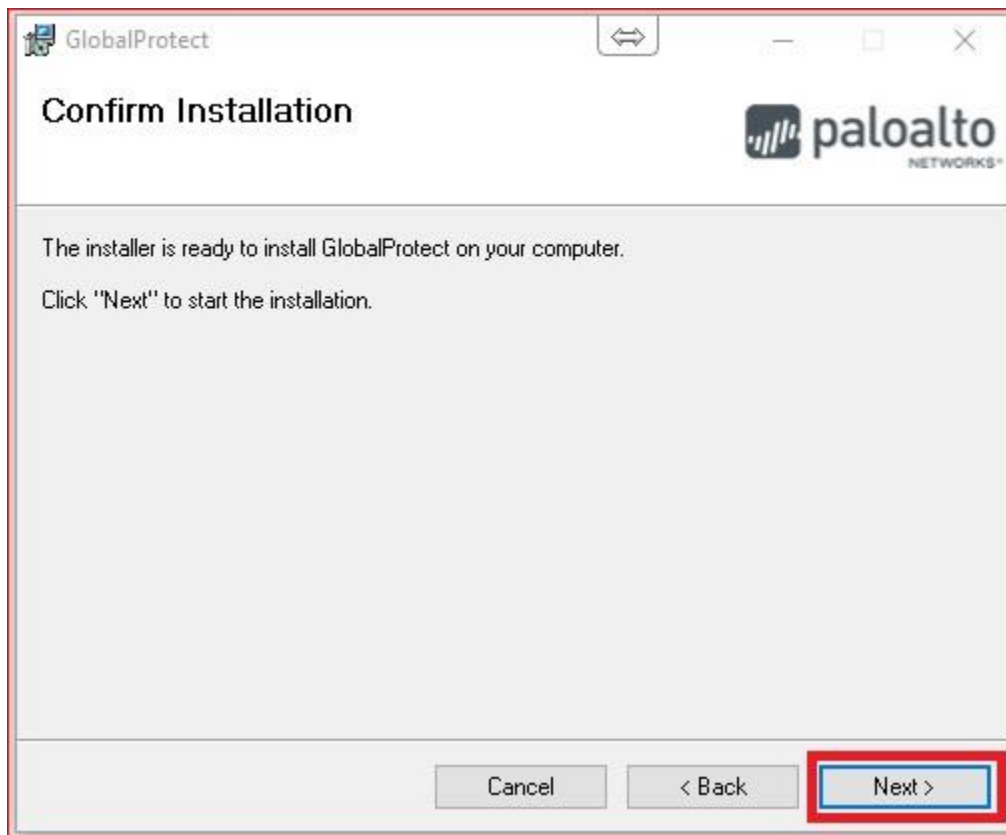 GlobalProtect
Confirm Installation
paloalto
NETWORKS®
The installer is ready to install GlobalProtect on your computer.
Click "Next" to start the installation.
Cancel
< Back
Next >